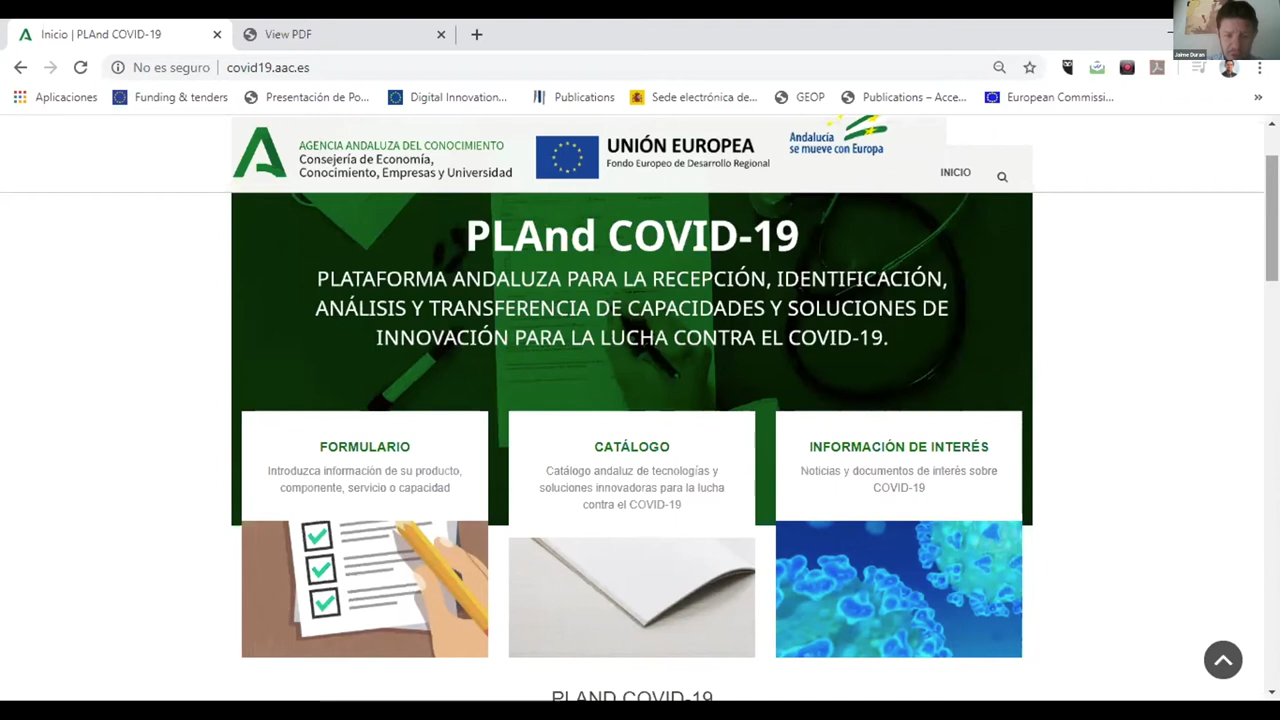 Inicio | PLAnd COVID-19
View PDF
Jaime Duran
No es seguro
covid19.aac.es
Aplicaciones
Funding & tenders
Presentación de Po...
Digital Innovation...
Publications
Sede electrónica de...
GEOP
Publications – Acce...
European Commissi...
AGENCIA ANDALUZA DEL CONOCIMIENTO
Consejería de Economía,
Conocimiento, Empresas y Universidad
UNIÓN EUROPEA
Fondo Europeo de Desarrollo Regional
Andalucía
se mueve con Europa
INICIO
PLAnd COVID-19
PLATAFORMA ANDALUZA PARA LA RECEPCIÓN, IDENTIFICACIÓN,
ANÁLISIS Y TRANSFERENCIA DE CAPACIDADES Y SOLUCIONES DE
INNOVACIÓN PARA LA LUCHA CONTRA EL COVID-19.
FORMULARIO
Introduzca información de su producto,
componente, servicio o capacidad
CATÁLOGO
Catálogo andaluz de tecnologías y
soluciones innovadoras para la lucha
contra el COVID-19
INFORMACIÓN DE INTERÉS
Noticias y documentos de interés sobre
COVID-19
PLAND COVID-19